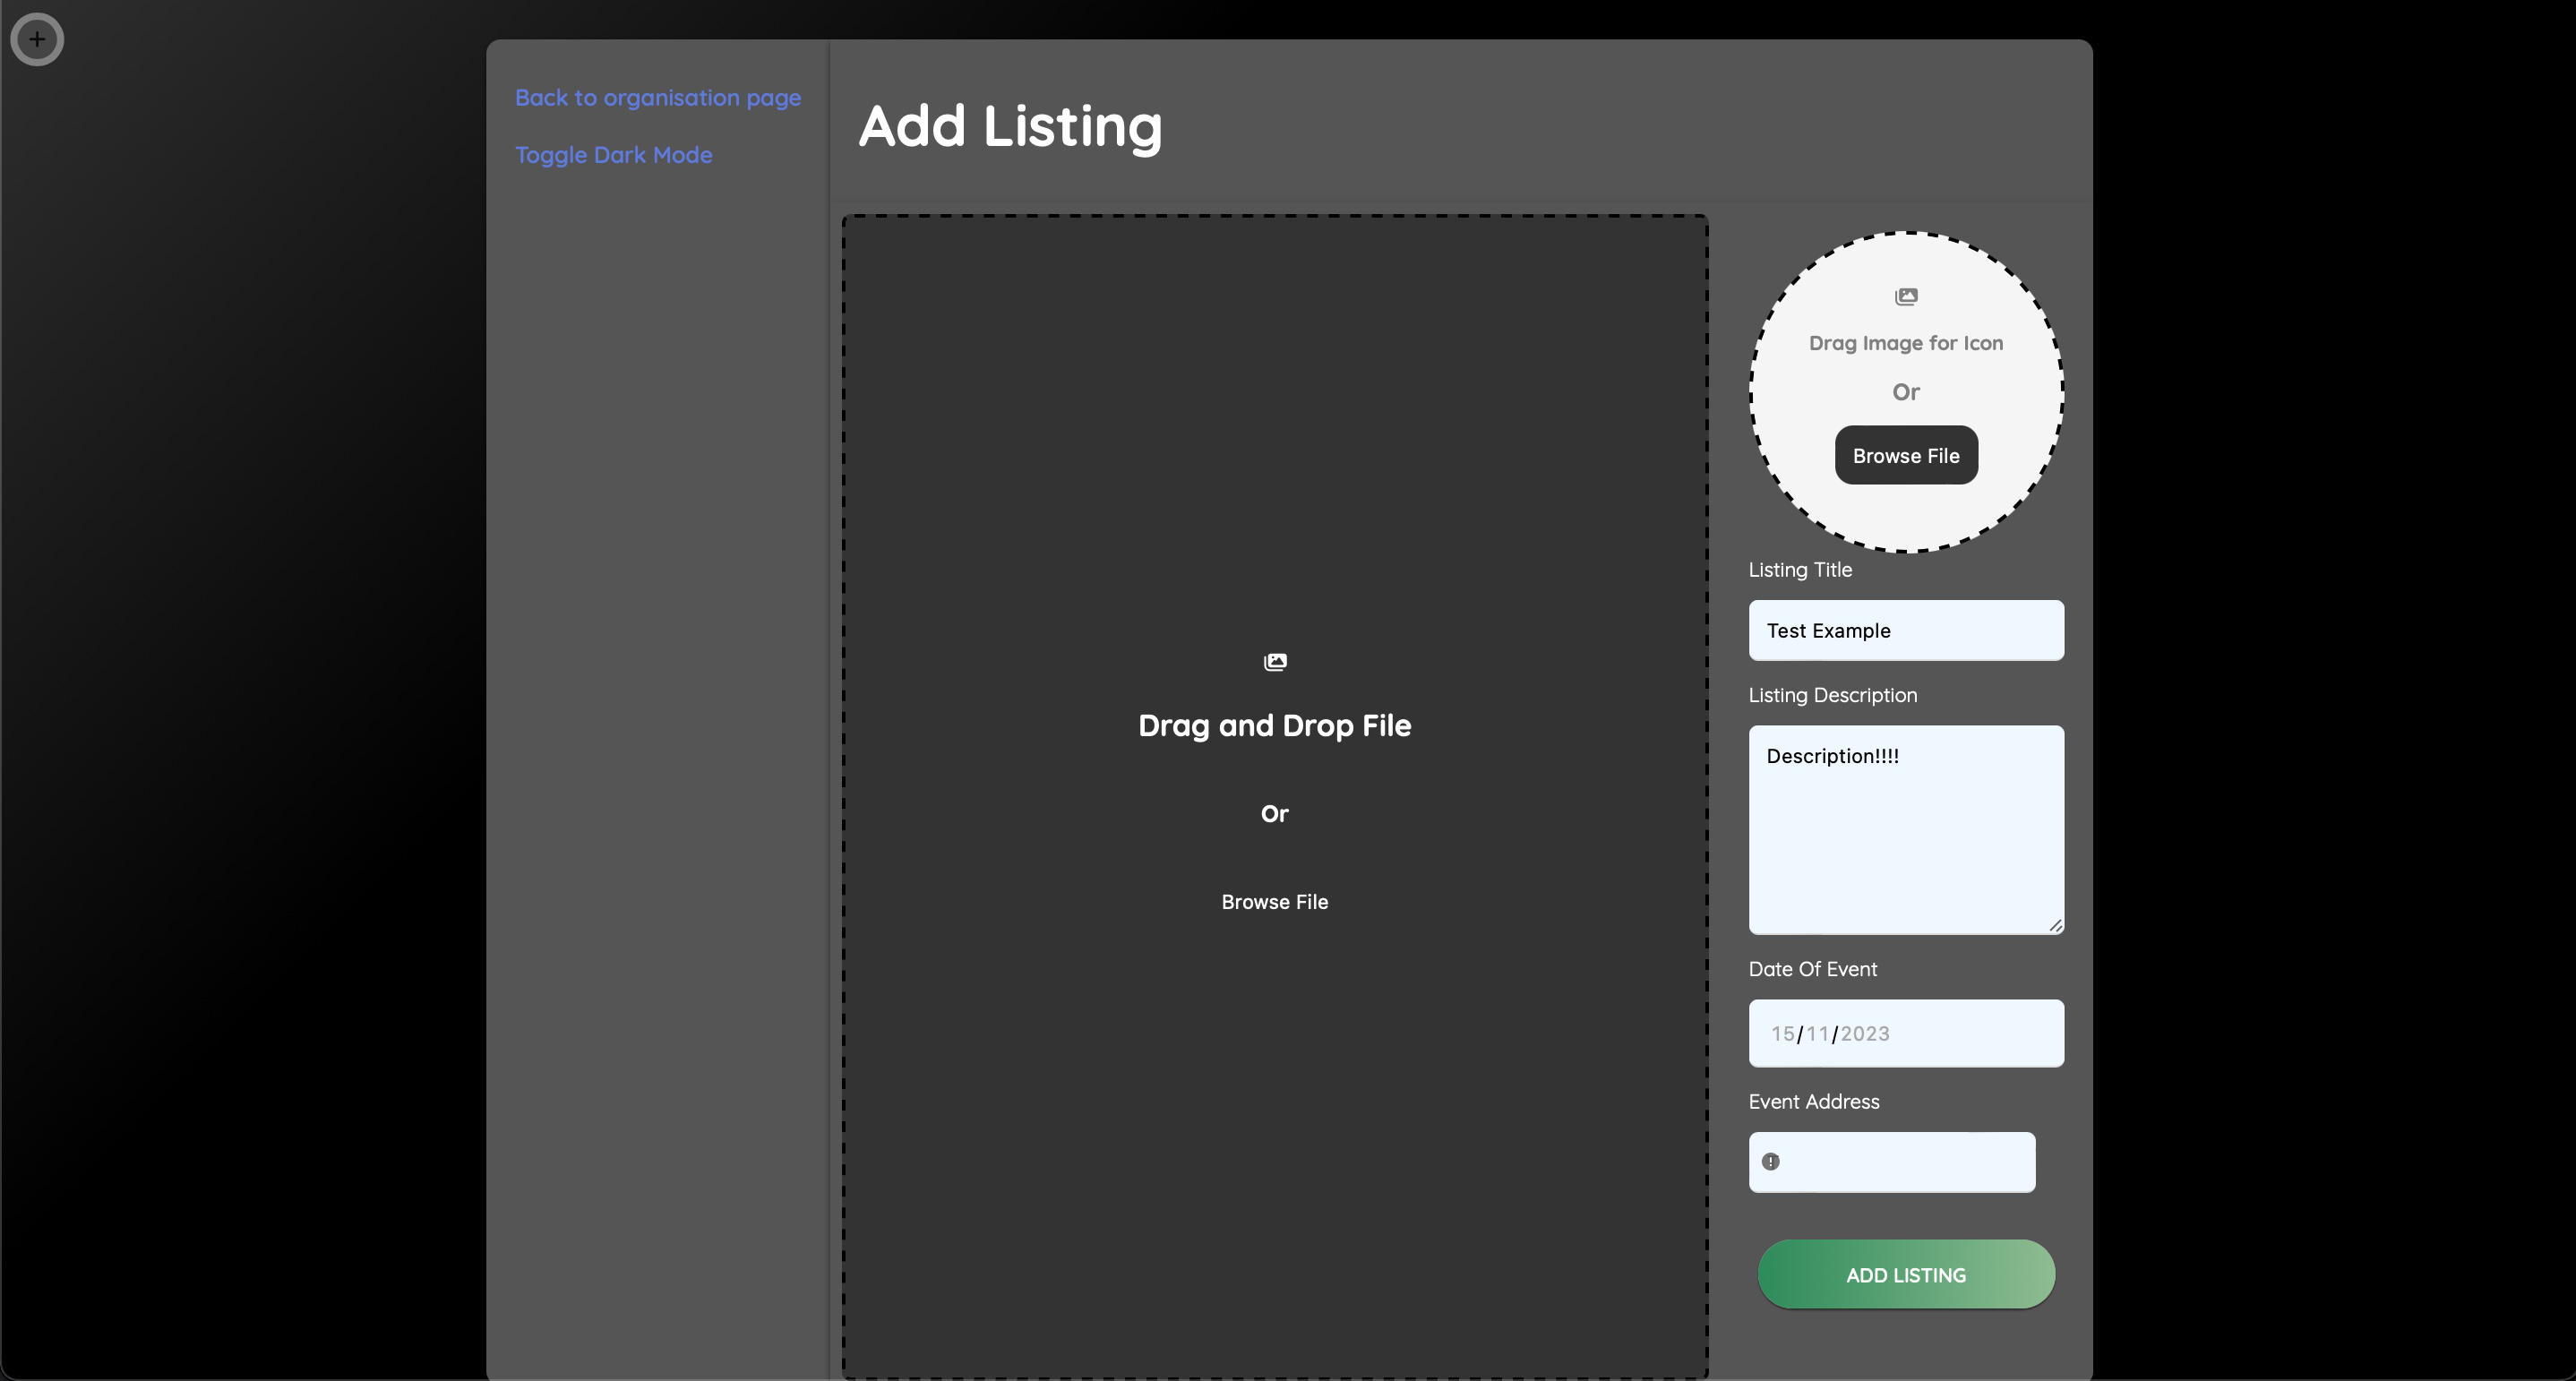 Back to organisation page
Toggle Dark Mode
Add Listing
Drag and Drop File
Or
Browse File
Drag Image for Icon
Or
Browse File
Listing Title
Test Example
Listing Description
Description!!!!
Date Of Event
15/11/2023
Event Address
ADD LISTING